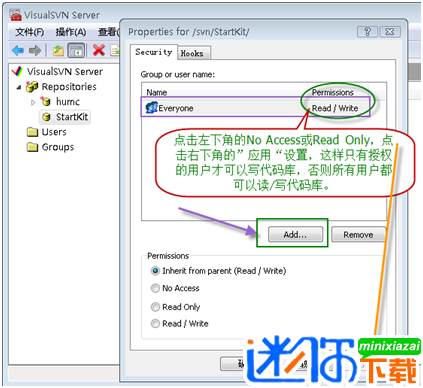 VisualSVN Server
文件(F) 操作(A) 查看(
VisualSVN Server
Repositories
humc
StartKit
Users
Groups
Properties for /svn/StartKit/
Security Hooks
Group or user name:
Name Permissions
Everyone Read / Write
点击左下角的No Access或Read Only，点
击右下角的”应用“设置，这样只有授权
的用户才可以写代码库，否则所有用户都
可以读/写代码库。
Add... Remove
Permissions
Inherit from parent (Read / Write)
No Access
Read Only
Read / Write
迷你下载
minixiazai